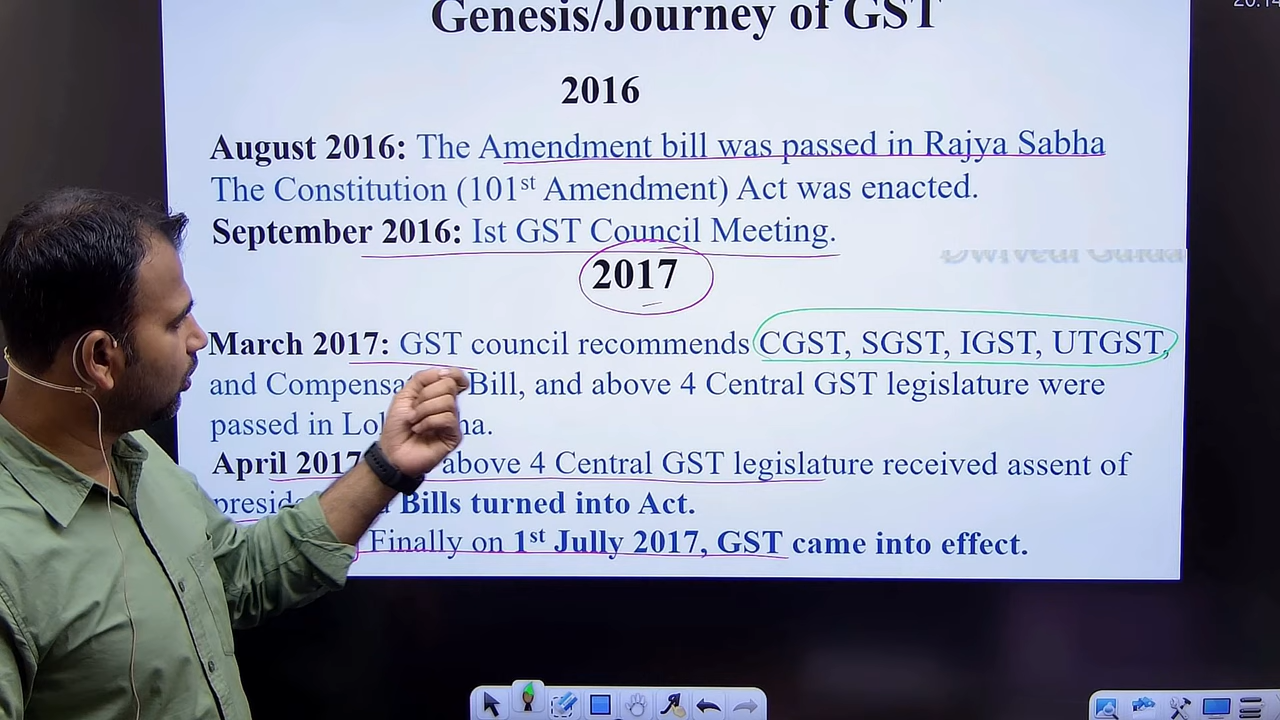 Genesis/Journey of GST
2016
August 2016: The Amendment bill was passed in Rajya Sabha
The Constitution (101st Amendment) Act was enacted.
September 2016: Ist GST Council Meeting.
2017
March 2017: GST council recommends CGST, SGST, IGST, UTGST,
and Compensa Bill, and above 4 Central GST legislature were
passed in Lok ha.
April 2017 above 4 Central GST legislature received assent of
presid Bills turned into Act.
Finally on 1st Jully 2017, GST came into effect.